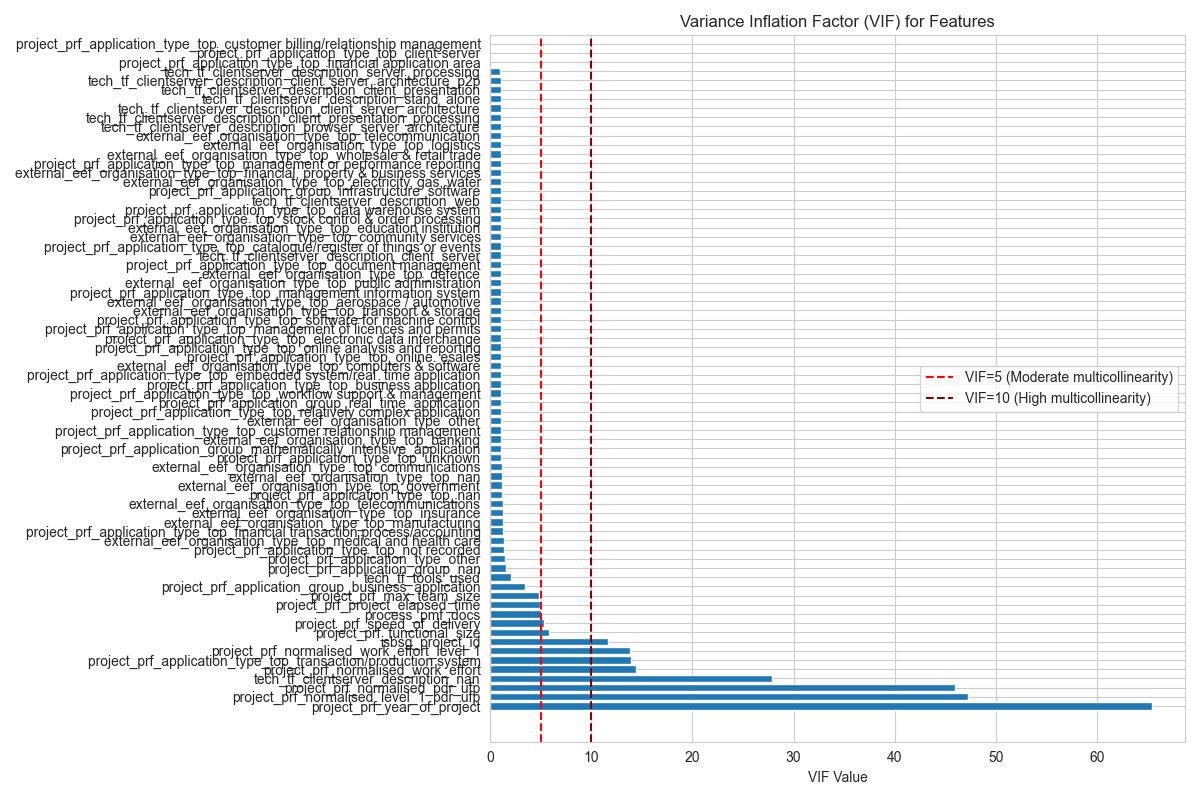 Variance Inflation Factor (VIF) for Features
project_prf_application_type_top_customer billing/relationship management
project_prf_application_type_top_client-server
project_prf_application_type_top_financial application area
tech_tf_clientserver_description_server_processing
tech_tf_clientserver_description_client_server_architecture_p2p
tech_tf_clientserver_description_client_presentation
tech_tf_clientserver_description_stand_alone
tech_tf_clientserver_description_client_server_architecture
tech_tf_clientserver_description_client_presentation_processing
tech_tf_clientserver_description_browser_server_architecture
external_eef_organisation_type_top_telecommunication
external_eef_organisation_type_top_logistics
external_eef_organisation_type_top_wholesale & retail trade
project_prf_application_type_top_management or performance reporting
external_eef_organisation_type_top_financial, property & business services
external_eef_organisation_type_top_electricity, gas, water
project_prf_application_group_infrastructure_software
tech_tf_clientserver_description_web
project_prf_application_type_top_data warehouse system
project_prf_application_type_top_stock control & order processing
external_eef_organisation_type_top_education institution
external_eef_organisation_type_top_community services
project_prf_application_type_top_catalogue/register of things or events
tech_tf_clientserver_description_client_server
project_prf_application_type_top_document management
external_eef_organisation_type_top_defence
external_eef_organisation_type_top_public administration
project_prf_application_type_top_management information system
external_eef_organisation_type_top_aerospace / automotive
external_eef_organisation_type_top_transport & storage
project_prf_application_type_top_software for machine control
project_prf_application_type_top_management of licences and permits
project_prf_application_type_top_electronic data interchange
project_prf_application_type_top_online analysis and reporting
project_prf_application_type_top_online. esales
external_eef_organisation_type_top_computers & software
project_prf_application_type_top_embedded system/real_time application
project_prf_application_type_top_business application
project_prf_application_type_top_workflow support & management
project_prf_application_group_real_time_application
project_prf_application_type_top_relatively complex application
external_eef_organisation_type_other
project_prf_application_type_top_customer relationship management
external_eef_organisation_type_top_banking
project_prf_application_group_mathematically_intensive_application
project_prf_application_type_top_unknown
external_eef_organisation_type_top_communications
external_eef_organisation_type_top_nan
external_eef_organisation_type_top_government
project_prf_application_type_top_nan
external_eef_organisation_type_top_telecommunications
external_eef_organisation_type_top_insurance
external_eef_organisation_type_top_manufacturing
project_prf_application_type_top_financial transaction process/accounting
external_eef_organisation_type_top_medical and health care
project_prf_application_type_top_not recorded
project_prf_application_type_other
project_prf_application_group_nan
tech_tf_tools_used
project_prf_application_group_business_application
project_prf_max_team_size
project_prf_project_elapsed_time
process_pmf_docs
project_prf_speed_of_delivery
project_prf_functional_size
isbsg_project_id
project_prf_normalised_work_effort_level_1
project_prf_application_type_top_transaction/production system
project_prf_normalised_work_effort
tech_tf_clientserver_description_nan
project_prf_normalised_pdr_ufp
project_prf_normalised_level_1_pdr_ufp
project_prf_year_of_project
VIF=5 (Moderate multicollinearity)
VIF=10 (High multicollinearity)
0 10 20 30 40 50 60
VIF Value